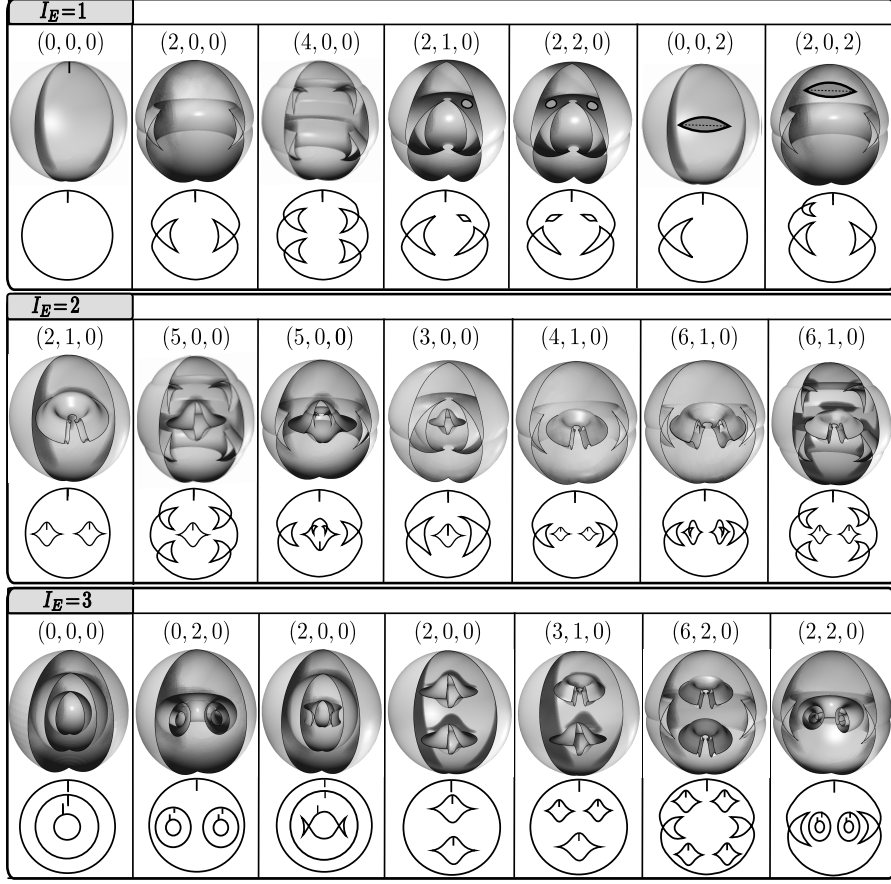 I_E=1
(0, 0, 0) (2, 0, 0) (4, 0, 0) (2, 1, 0) (2, 2, 0) (0, 0, 2) (2, 0, 2)
I_E=2
(2, 1, 0) (5, 0, 0) (5, 0, 0) (3, 0, 0) (4, 1, 0) (6, 1, 0) (6, 1, 0)
I_E=3
(0, 0, 0) (0, 2, 0) (2, 0, 0) (2, 0, 0) (3, 1, 0) (6, 2, 0) (2, 2, 0)